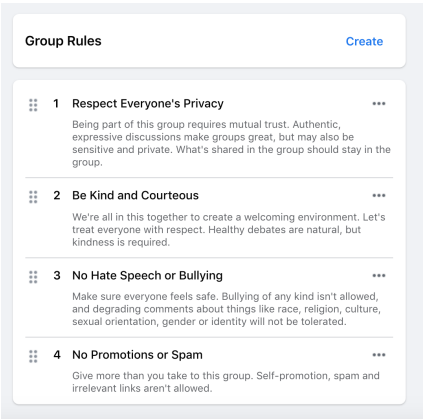 Group Rules
Create
1 Respect Everyone's Privacy
Being part of this group requires mutual trust. Authentic,
expressive discussions make groups great, but may also be
sensitive and private. What's shared in the group should stay in the
group.
2 Be Kind and Courteous
We're all in this together to create a welcoming environment. Let's
treat everyone with respect. Healthy debates are natural, but
kindness is required.
3 No Hate Speech or Bullying
Make sure everyone feels safe. Bullying of any kind isn't allowed,
and degrading comments about things like race, religion, culture,
sexual orientation, gender or identity will not be tolerated.
4 No Promotions or Spam
Give more than you take to this group. Self-promotion, spam and
irrelevant links aren't allowed.